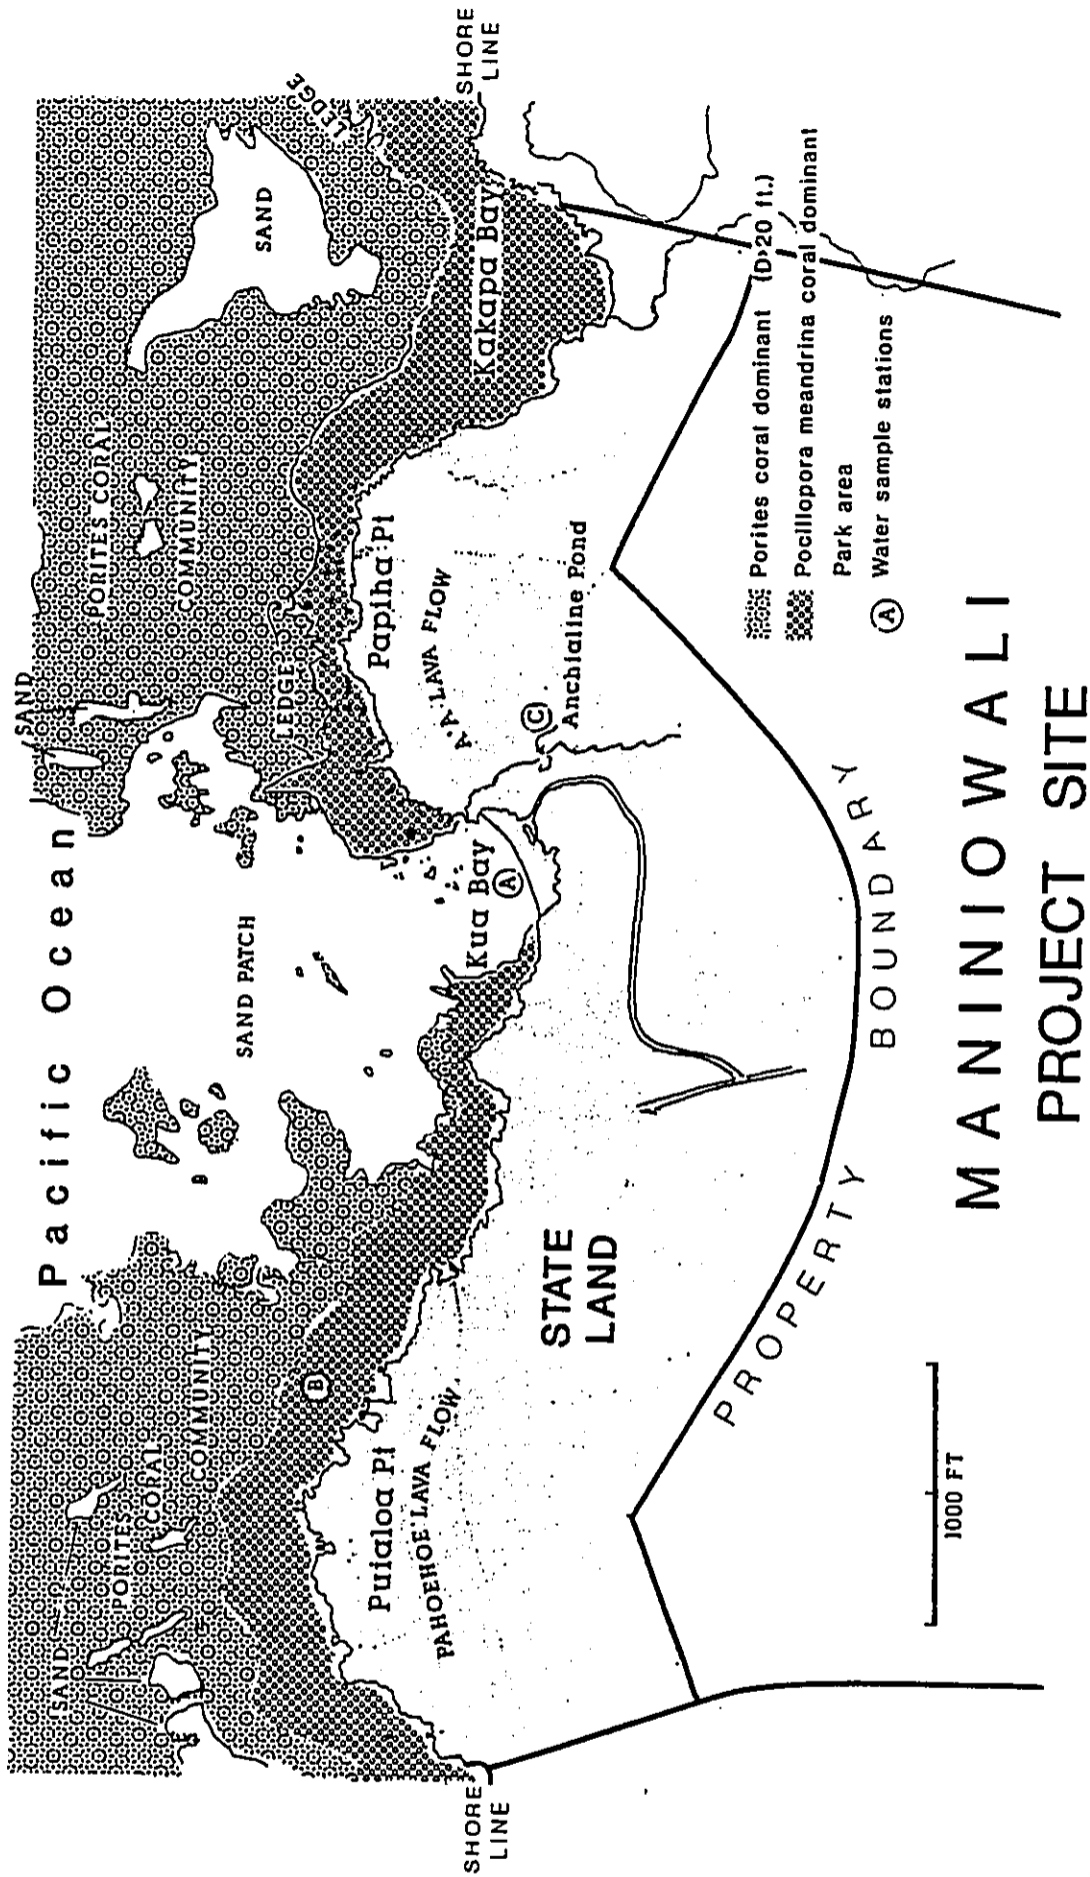 Pacific Ocean
SAND
PORITES
CORAL
COMMUNITY
SAND PATCH
SAND
PORITES CORAL
COMMUNITY
SAND
LEDGE
LEDGE
SHORE
LINE
SHORE
LINE
B
Puialoa Pt
PAHOEHOE LAVA FLOW
Kua Bay
A
Papiha Pt
A'A LAVA FLOW
C
Anchialine Pond
Kakapa Bay
STATE
LAND
PROPERTY BOUNDARY
1000 FT
Porites coral dominant (D>20 ft.)
Pocillopora meandrina coral dominant
Park area
A Water sample stations
MANINIOWALI
PROJECT SITE